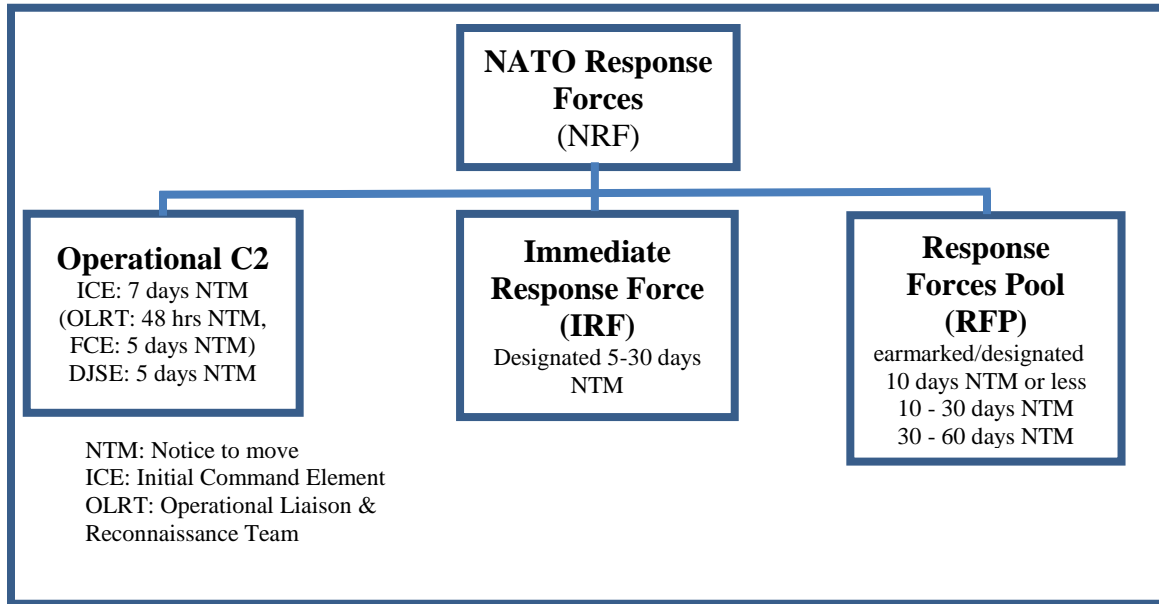 NATO Response
Forces
(NRF)
Operational C2
ICE: 7 days NTM
(OLRT: 48 hrs NTM,
FCE: 5 days NTM)
DJSE: 5 days NTM
Immediate
Response Force
(IRF)
Designated 5-30 days
NTM
Response
Forces Pool
(RFP)
earmarked/designated
10 days NTM or less
10 - 30 days NTM
30 - 60 days NTM
NTM: Notice to move
ICE: Initial Command Element
OLRT: Operational Liaison &
Reconnaissance Team